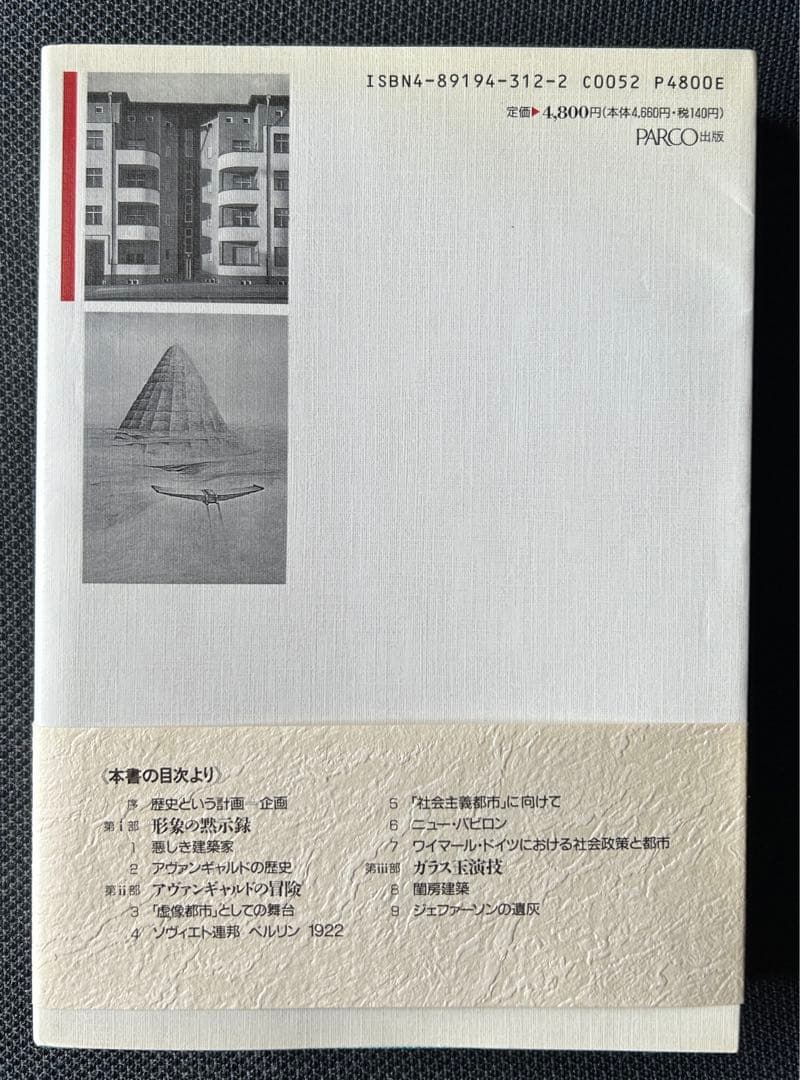 ISBN4-89194-312-2 C0052 P4800E
定価▶4,800円(本体4,660円・税140円)
PARCO出版
《本書の目次より》
序 歴史という計画=企画
第i部 形象の黙示録
1 悪しき建築家
2 アヴァンギャルドの歴史
第ii部 アヴァンギャルドの冒険
3 「虚像都市」としての舞台
4 ソヴィエト連邦 ベルリン 1922
5 「社会主義都市」に向けて
6 ニュー・バビロン
7 ワイマール・ドイツにおける社会政策と都市
第iii部 ガラス玉演技
8 閨房建築
9 ジェファーソンの遺灰